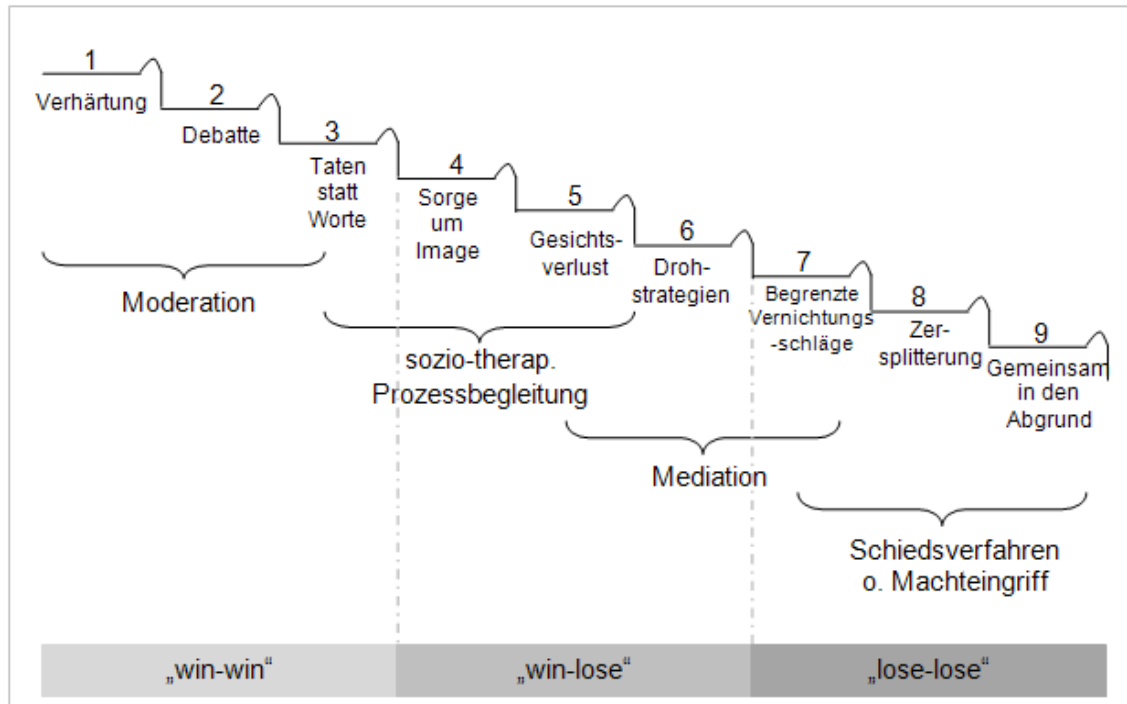 1
Verhärtung
2
Debatte
3
Taten
statt
Worte
4
Sorge
um
Image
5
Gesichts-
verlust
6
Droh-
strategien
7
Begrenzte
Vernichtungs
-schläge
8
Zer-
splitterung
9
Gemeinsam
in den
Abgrund
Moderation
sozio-therap.
Prozessbegleitung
Mediation
Schiedsverfahren
o. Machteingriff
„win-win“
„win-lose“
„lose-lose“